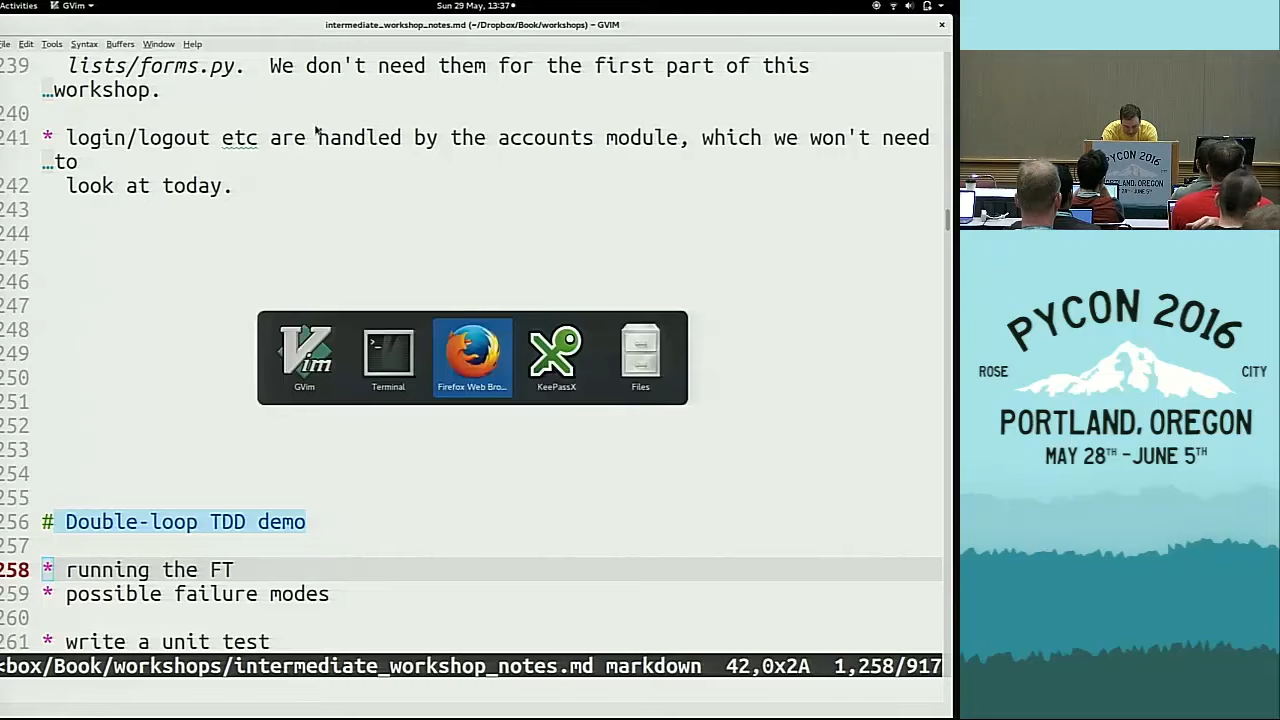 Activities
GVim
Sun 29 May, 13:37
intermediate_workshop_notes.md (~/Dropbox/Book/workshops) - GVIM
File Edit Tools Syntax Buffers Window Help
239 lists/forms.py. We don't need them for the first part of this
…workshop.
240
241 * login/logout etc are handled by the accounts module, which we won't need
…to
242 look at today.
243
244
245
246
247
248
249
250
251
252
253
254
255
256 # Double-loop TDD demo
257
258 * running the FT
259 * possible failure modes
260
261 * write a unit test
<box/Book/workshops/intermediate_workshop_notes.md markdown 42,0x2A 1,258/917
GVim
Terminal
Firefox Web Bro...
KeePassX
Files
PYCON 2016
PORTLAND, OREGON
PYCON 2016
ROSE CITY
PORTLAND, OREGON
MAY 28TH - JUNE 5TH